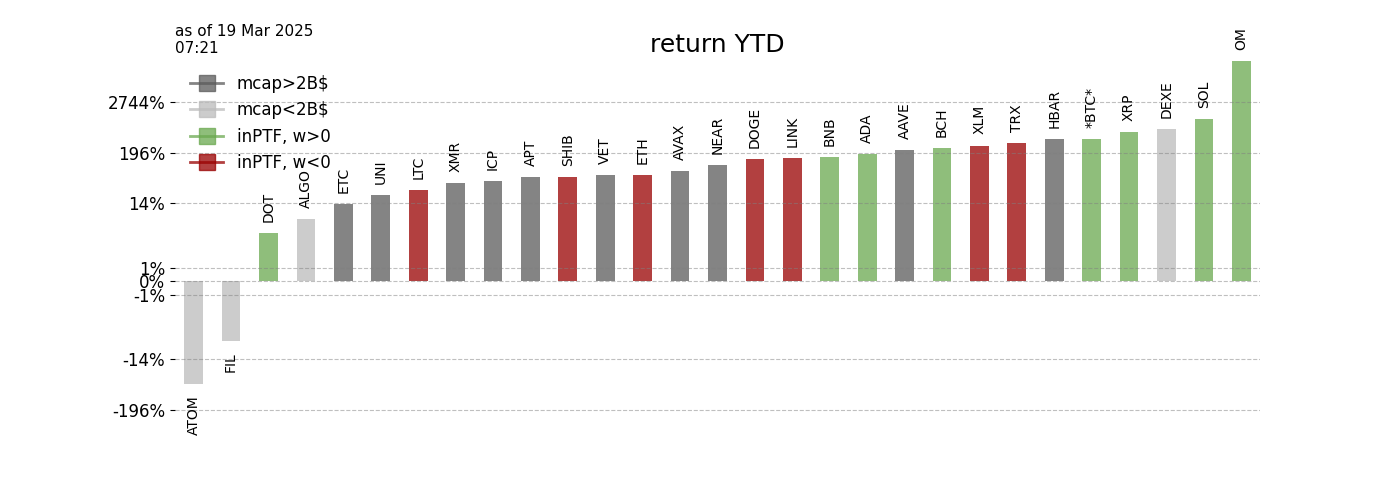 as of 19 Mar 2025
07:21
return YTD
mcap>2B$
mcap<2B$
inPTF, w>0
inPTF, w<0
2744%
196%
14%
1%
0%
-1%
-14%
-196%
ATOM
FIL
DOT
ALGO
ETC
UNI
LTC
XMR
ICP
APT
SHIB
VET
ETH
AVAX
NEAR
DOGE
LINK
BNB
ADA
AAVE
BCH
XLM
TRX
HBAR
*BTC*
XRP
DEXE
SOL
OM